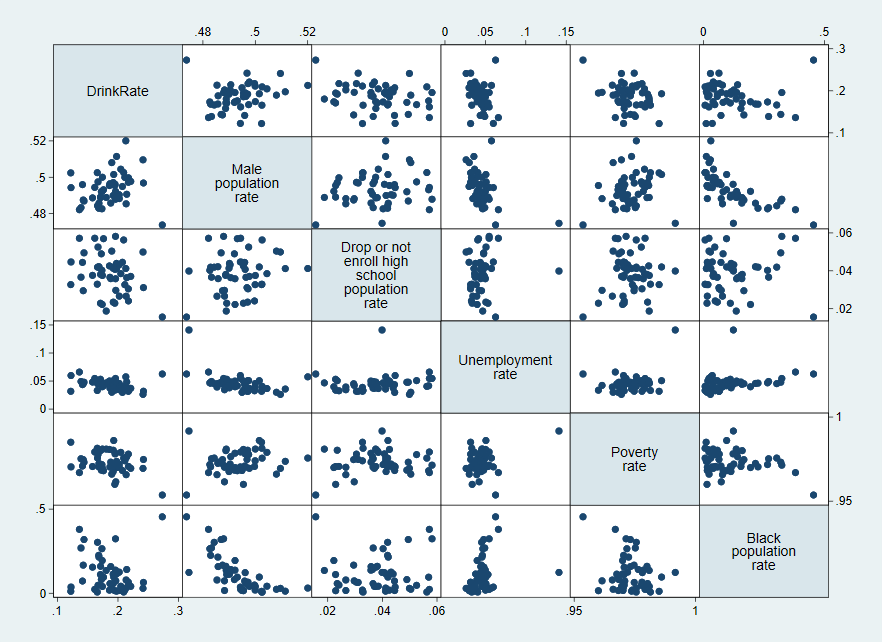 .48 .5 .52 0 .05 .1 .15 0 .5
DrinkRate
.3
.2
.1
.52
.5
.48
Male
population
rate
Drop or not
enroll high
school
population
rate
.06
.04
.02
.15
.1
.05
0
Unemployment
rate
Poverty
rate
1
.95
.5
0
Black
population
rate
.1 .2 .3 .02 .04 .06 .95 1